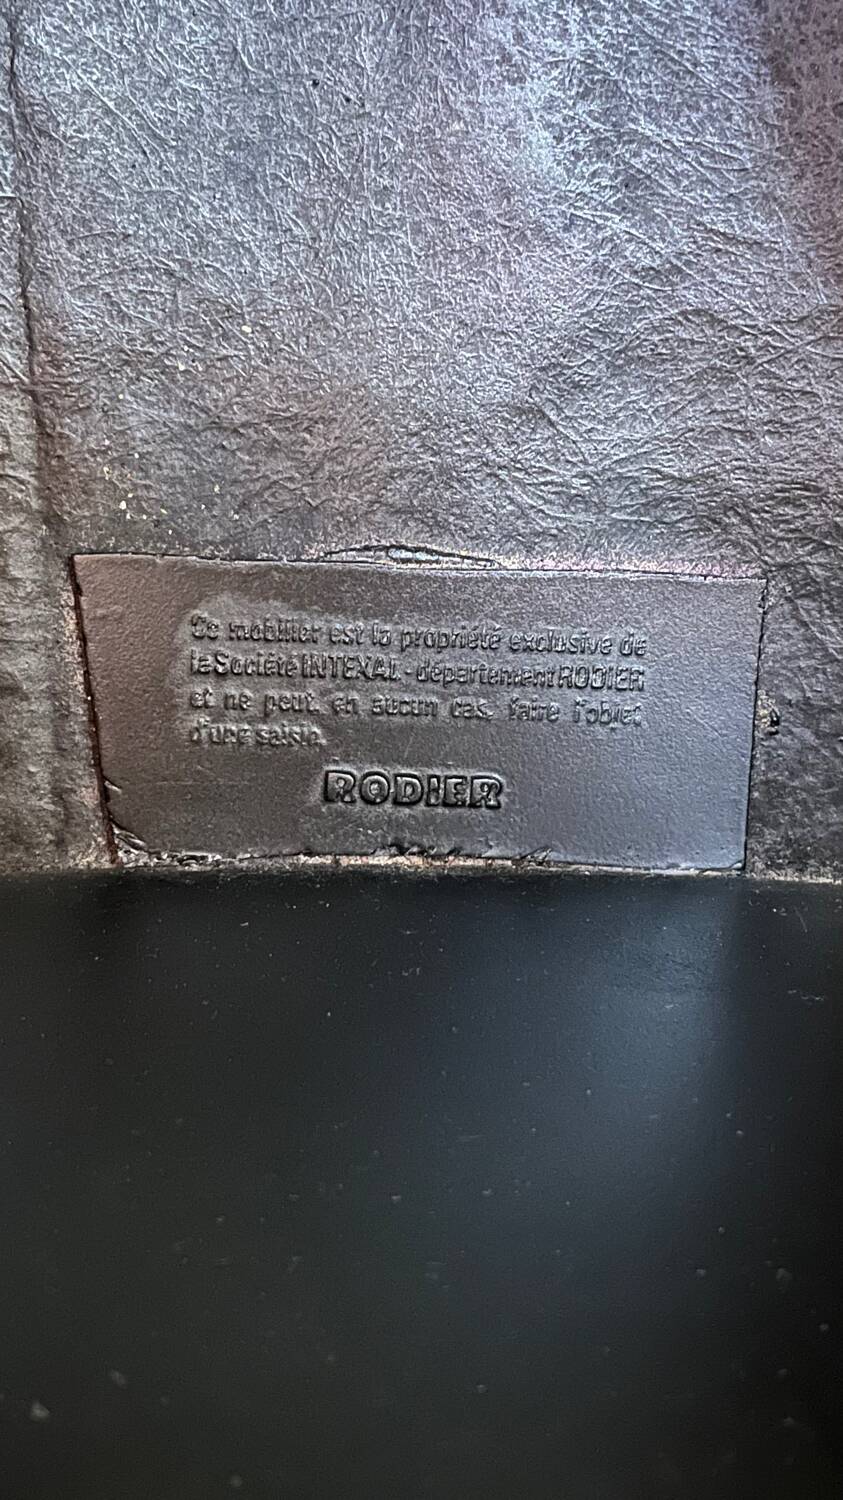 Ce mobilier est la propriété exclusive de
la Société INTEXAL - département RODIER
et ne peut, en aucun cas, faire l'objet
d'une saisie.
RODIER